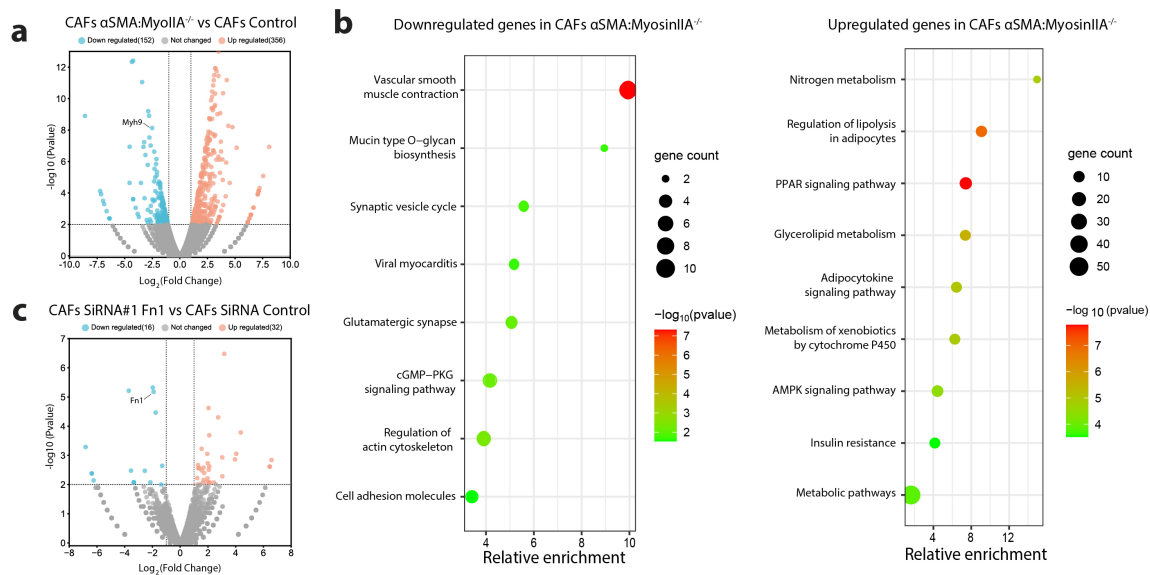 a
CAFs αSMA:MyoIIA-/- vs CAFs Control
Down regulated(152) Not changed Up regulated(356)
12
10
8
6
4
2
0
Myh9
-log10 (Pvalue)
-10.0 -7.5 -5.0 -2.5 0.0 2.5 5.0 7.5 10.0
Log2(Fold Change)
c
CAFs SiRNA#1 Fn1 vs CAFs SiRNA Control
Down regulated(16) Not changed Up regulated(32)
7
6
5
4
3
2
1
0
Fn1
-log10 (Pvalue)
-8 -6 -4 -2 0 2 4 6 8
Log2(Fold Change)
b
Downregulated genes in CAFs αSMA:MyosinIIA-/-
Vascular smooth
muscle contraction
Mucin type O−glycan
biosynthesis
Synaptic vesicle cycle
Viral myocarditis
Glutamatergic synapse
cGMP−PKG
signaling pathway
Regulation of
actin cytoskeleton
Cell adhesion molecules
4 6 8 10
Relative enrichment
gene count
2
4
6
8
10
−log10(pvalue)
7
6
5
4
3
2
Upregulated genes in CAFs αSMA:MyosinIIA-/-
Nitrogen metabolism
Regulation of lipolysis
in adipocytes
PPAR signaling pathway
Glycerolipid metabolism
Adipocytokine
signaling pathway
Metabolism of xenobiotics
by cytochrome P450
AMPK signaling pathway
Insulin resistance
Metabolic pathways
4 8 12
Relative enrichment
gene count
10
20
30
40
50
−log 10 (pvalue)
7
6
5
4